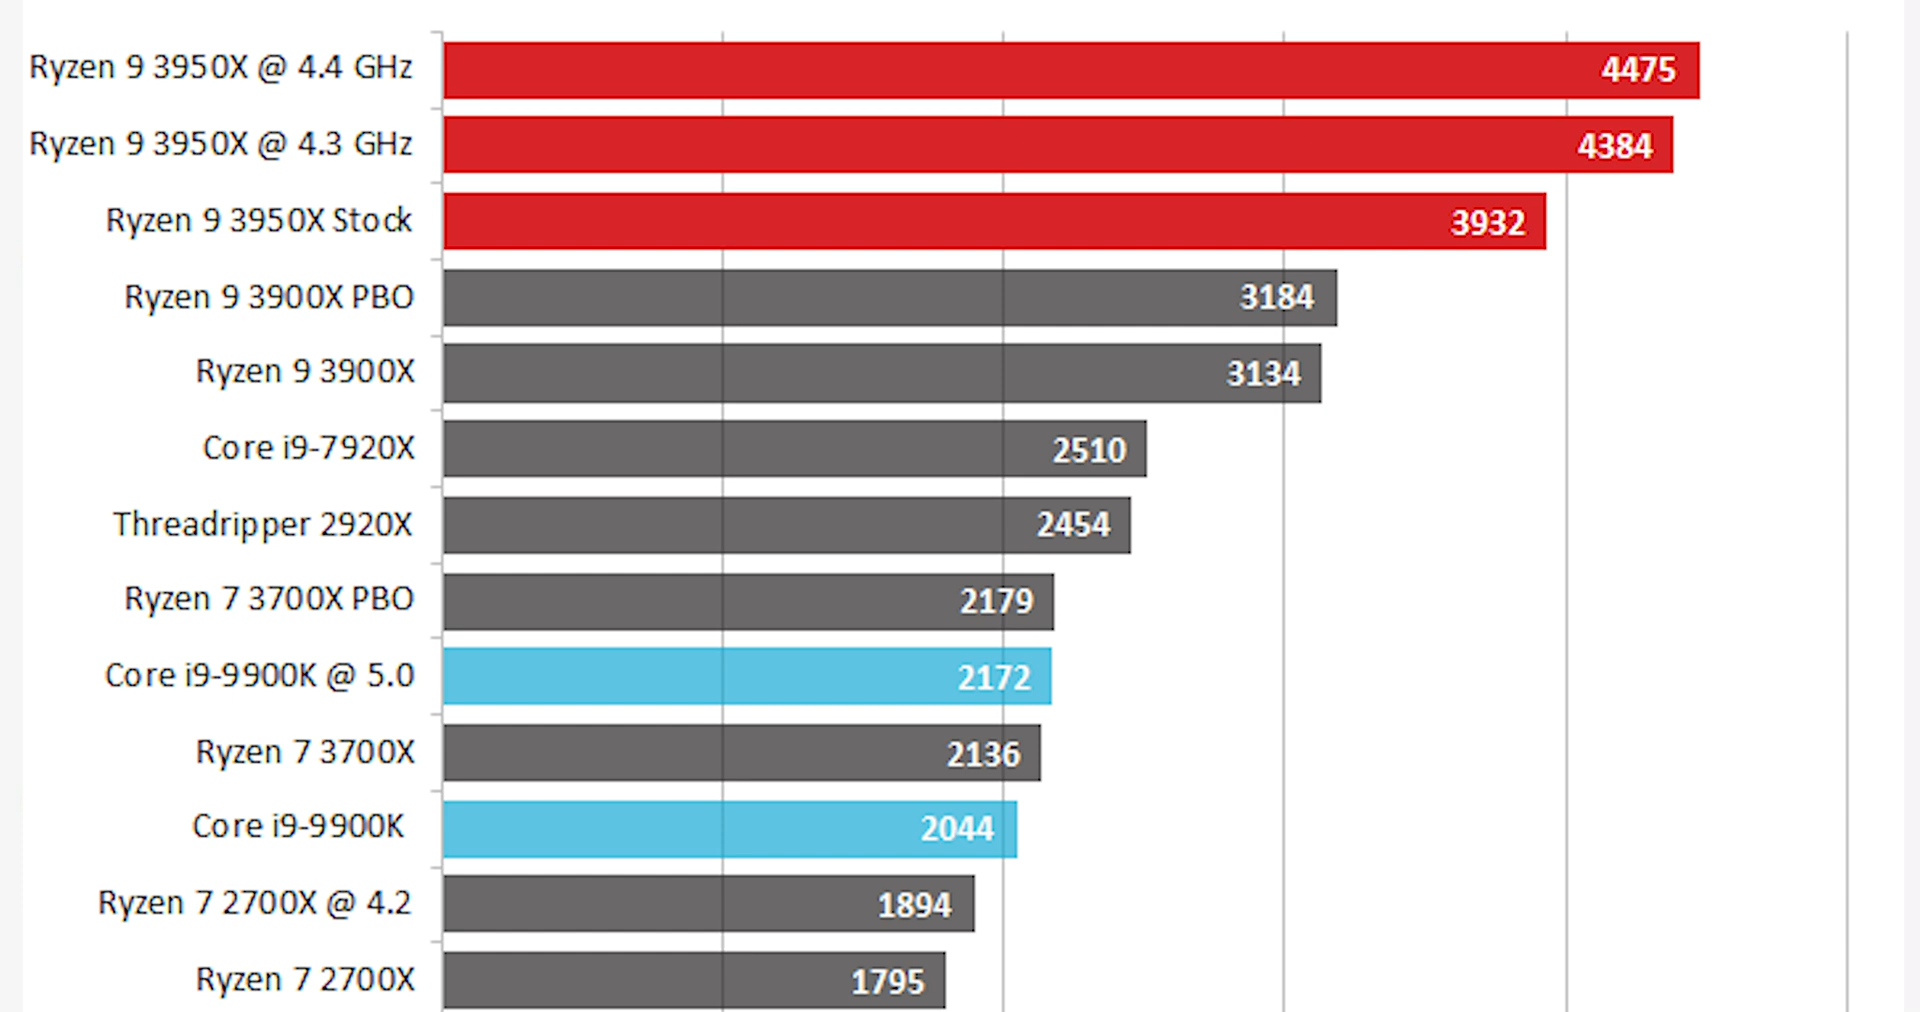 Ryzen 9 3950X @ 4.4 GHz 4475
Ryzen 9 3950X @ 4.3 GHz 4384
Ryzen 9 3950X Stock 3932
Ryzen 9 3900X PBO 3184
Ryzen 9 3900X 3134
Core i9-7920X 2510
Threadripper 2920X 2454
Ryzen 7 3700X PBO 2179
Core i9-9900K @ 5.0 2172
Ryzen 7 3700X 2136
Core i9-9900K 2044
Ryzen 7 2700X @ 4.2 1894
Ryzen 7 2700X 1795